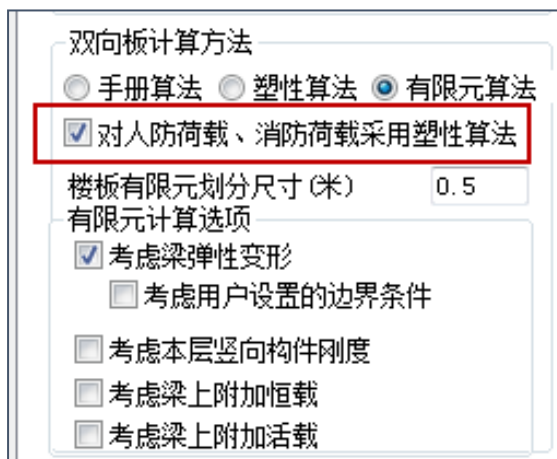 双向板计算方法
手册算法 塑性算法 有限元算法
对人防荷载、消防荷载采用塑性算法
楼板有限元划分尺寸(米) 0.5
有限元计算选项
考虑梁弹性变形
考虑用户设置的边界条件
考虑本层竖向构件刚度
考虑梁上附加恒载
考虑梁上附加活载